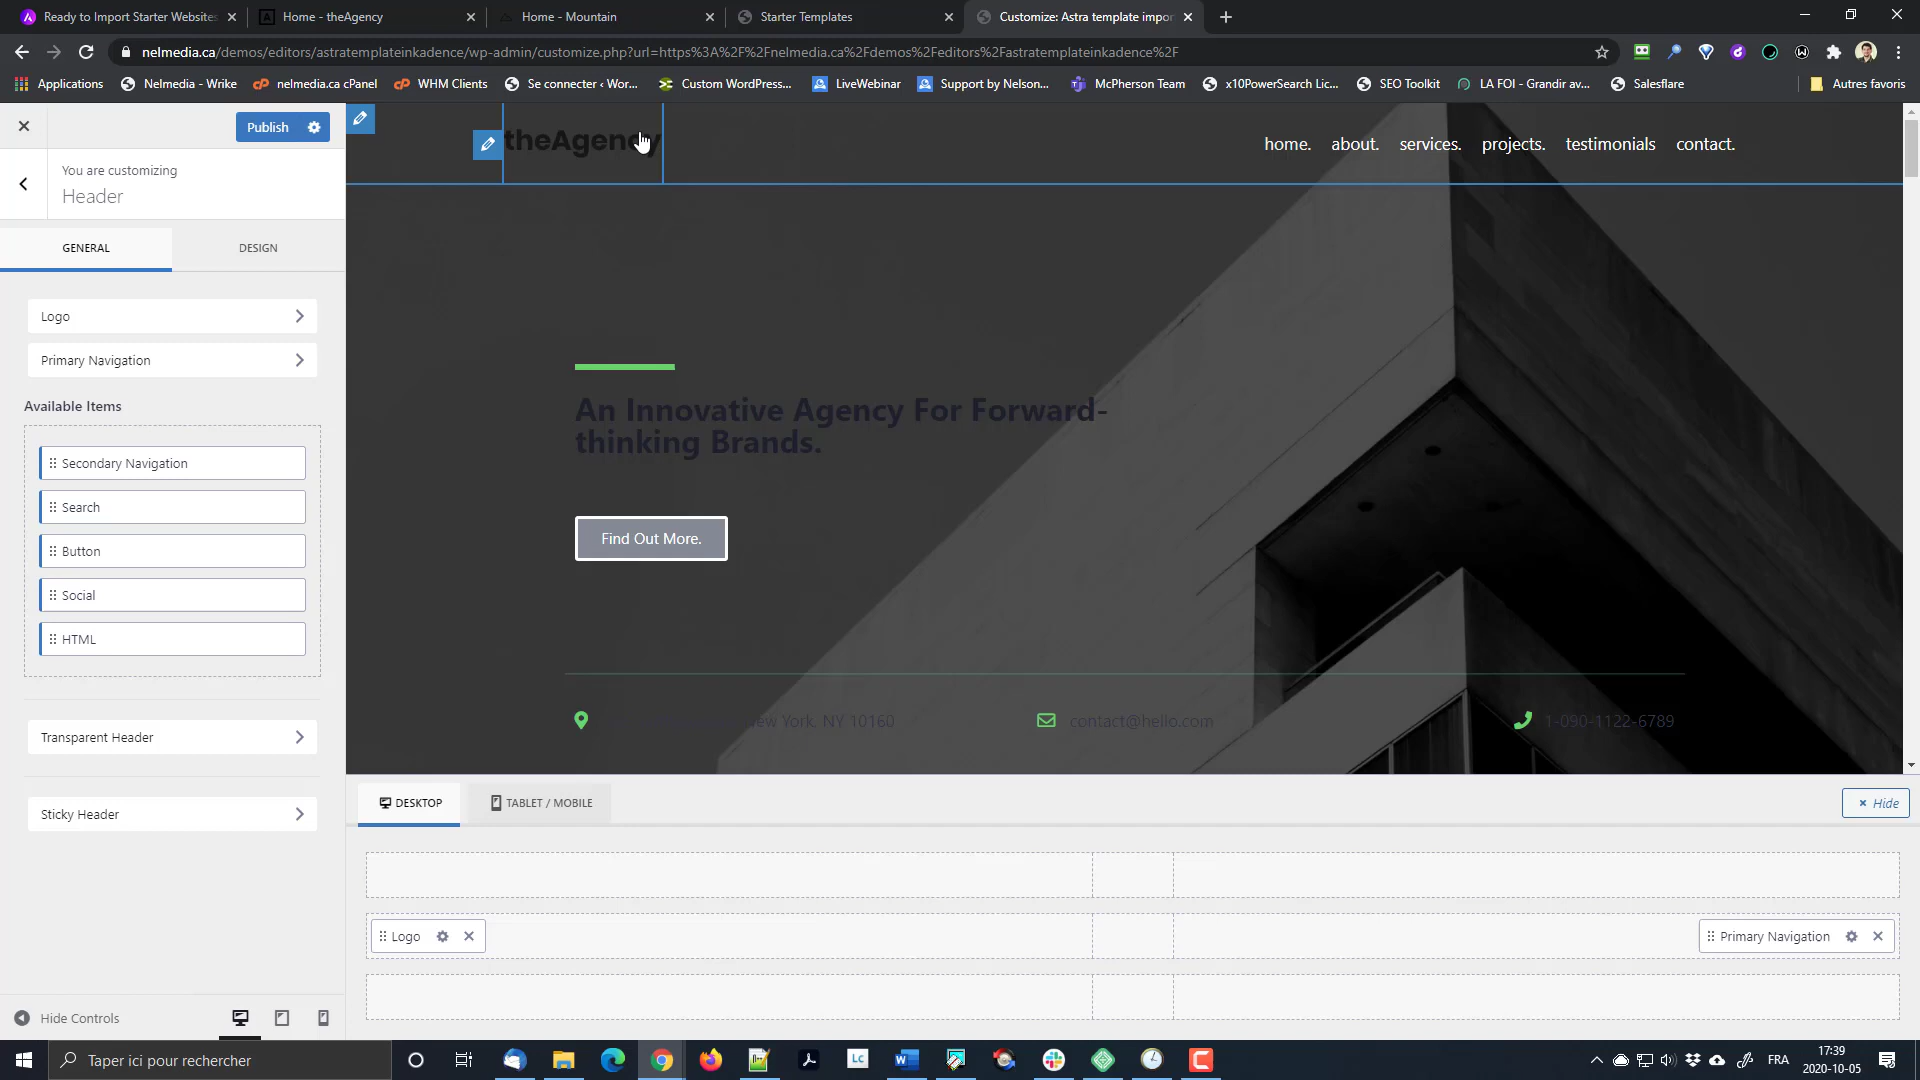 Ready to Import Starter Websites
Home - theAgency
Home - Mountain
Starter Templates
Customize: Astra template impor
nelmedia.ca/demos/editors/astratemplateinkadence/wp-admin/customize.php?url=https%3A%2F%2Fnelmedia.ca%2Fdemos%2Feditors%2Fastratemplateinkadence%2F
Applications
Nelmedia - Wrike
nelmedia.ca cPanel
WHM Clients
Se connecter ‹ Wor...
Custom WordPress...
LiveWebinar
Support by Nelson...
McPherson Team
x10PowerSearch Lic...
SEO Toolkit
LA FOI - Grandir av...
Salesflare
Autres favoris
Publish
You are customizing
Header
GENERAL
DESIGN
Logo
Primary Navigation
Available Items
Secondary Navigation
Search
Button
Social
HTML
Transparent Header
Sticky Header
Hide Controls
theAgency
home. about. services. projects. testimonials contact.
An Innovative Agency For Forward-
thinking Brands.
Find Out More.
York, NY 10160
contact@hello.com
1-090-1122-6789
DESKTOP
TABLET / MOBILE
× Hide
Logo
Primary Navigation
Taper ici pour rechercher
LC
FRA
17:39
2020-10-05